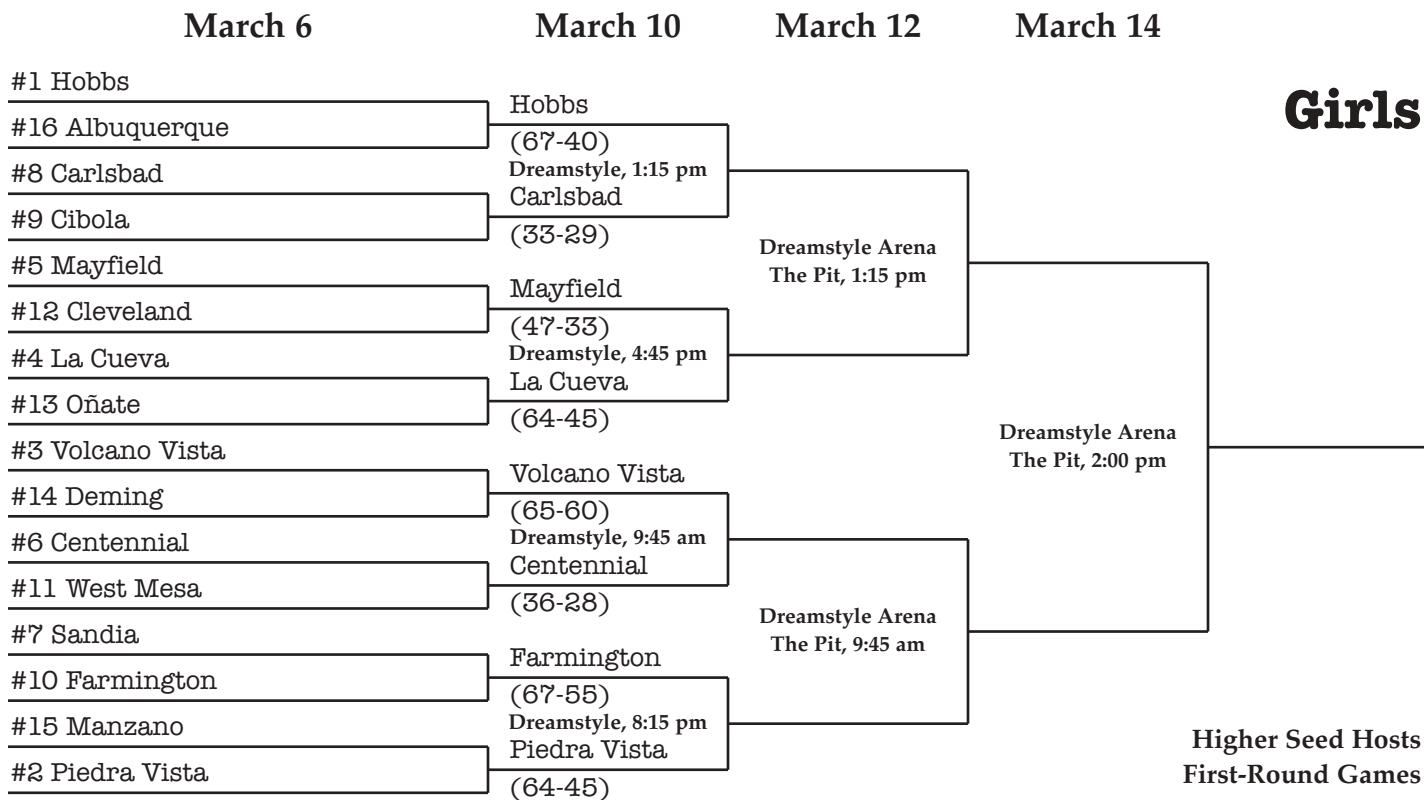 March 6
March 10
March 12
March 14
Girls
#1 Hobbs
#16 Albuquerque
#8 Carlsbad
#9 Cibola
#5 Mayfield
#12 Cleveland
#4 La Cueva
#13 Oñate
#3 Volcano Vista
#14 Deming
#6 Centennial
#11 West Mesa
#7 Sandia
#10 Farmington
#15 Manzano
#2 Piedra Vista
Hobbs
(67-40)
Dreamstyle, 1:15 pm
Carlsbad
(33-29)
Mayfield
(47-33)
Dreamstyle, 4:45 pm
La Cueva
(64-45)
Volcano Vista
(65-60)
Dreamstyle, 9:45 am
Centennial
(36-28)
Farmington
(67-55)
Dreamstyle, 8:15 pm
Piedra Vista
(64-45)
Dreamstyle Arena
The Pit, 1:15 pm
Dreamstyle Arena
The Pit, 9:45 am
Dreamstyle Arena
The Pit, 2:00 pm
Higher Seed Hosts
First-Round Games